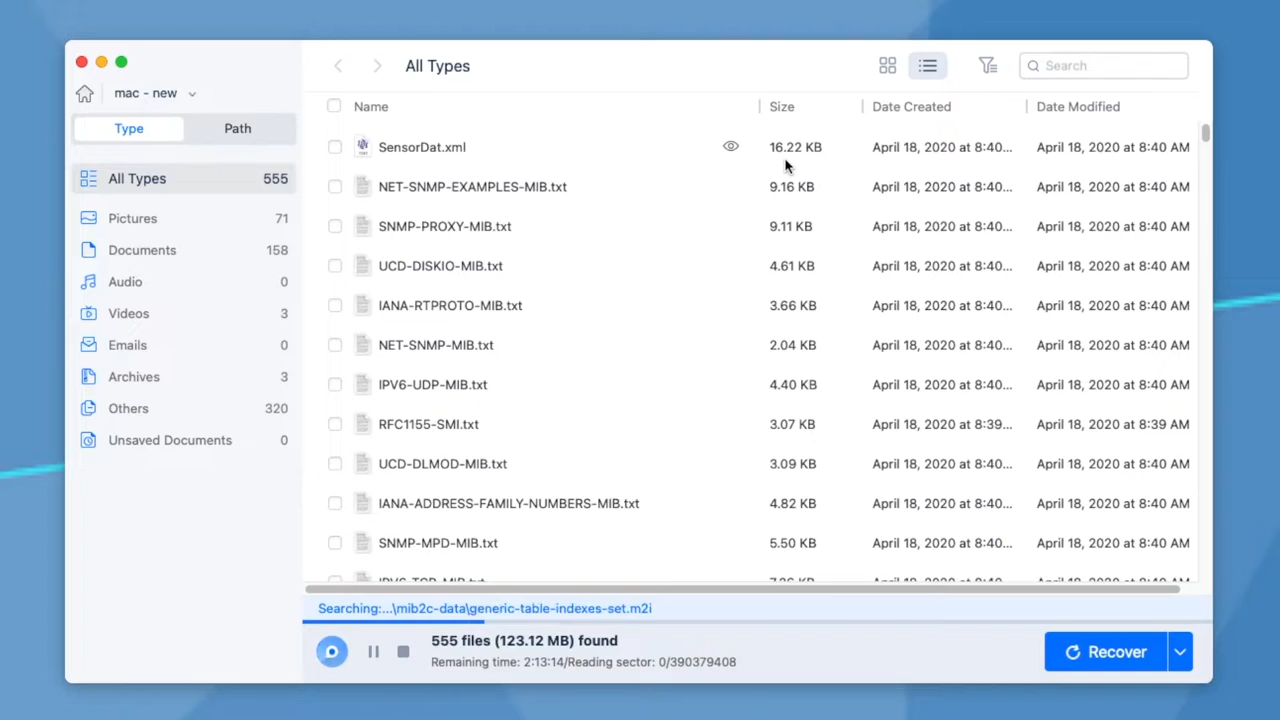 mac - new
Type Path
All Types 555
Pictures 71
Documents 158
Audio 0
Videos 3
Emails 0
Archives 3
Others 320
Unsaved Documents 0
All Types
Search
Name Size Date Created Date Modified
SensorDat.xml 16.22 KB April 18, 2020 at 8:40... April 18, 2020 at 8:40 AM
NET-SNMP-EXAMPLES-MIB.txt 9.16 KB April 18, 2020 at 8:40... April 18, 2020 at 8:40 AM
SNMP-PROXY-MIB.txt 9.11 KB April 18, 2020 at 8:40... April 18, 2020 at 8:40 AM
UCD-DISKIO-MIB.txt 4.61 KB April 18, 2020 at 8:40... April 18, 2020 at 8:40 AM
IANA-RTPROTO-MIB.txt 3.66 KB April 18, 2020 at 8:40... April 18, 2020 at 8:40 AM
NET-SNMP-MIB.txt 2.04 KB April 18, 2020 at 8:40... April 18, 2020 at 8:40 AM
IPV6-UDP-MIB.txt 4.40 KB April 18, 2020 at 8:40... April 18, 2020 at 8:40 AM
RFC1155-SMI.txt 3.07 KB April 18, 2020 at 8:39... April 18, 2020 at 8:39 AM
UCD-DLMOD-MIB.txt 3.09 KB April 18, 2020 at 8:40... April 18, 2020 at 8:40 AM
IANA-ADDRESS-FAMILY-NUMBERS-MIB.txt 4.82 KB April 18, 2020 at 8:40... April 18, 2020 at 8:40 AM
SNMP-MPD-MIB.txt 5.50 KB April 18, 2020 at 8:40... April 18, 2020 at 8:40 AM
Searching:...\mib2c-data\generic-table-indexes-set.m2i
555 files (123.12 MB) found
Remaining time: 2:13:14/Reading sector: 0/390379408
Recover